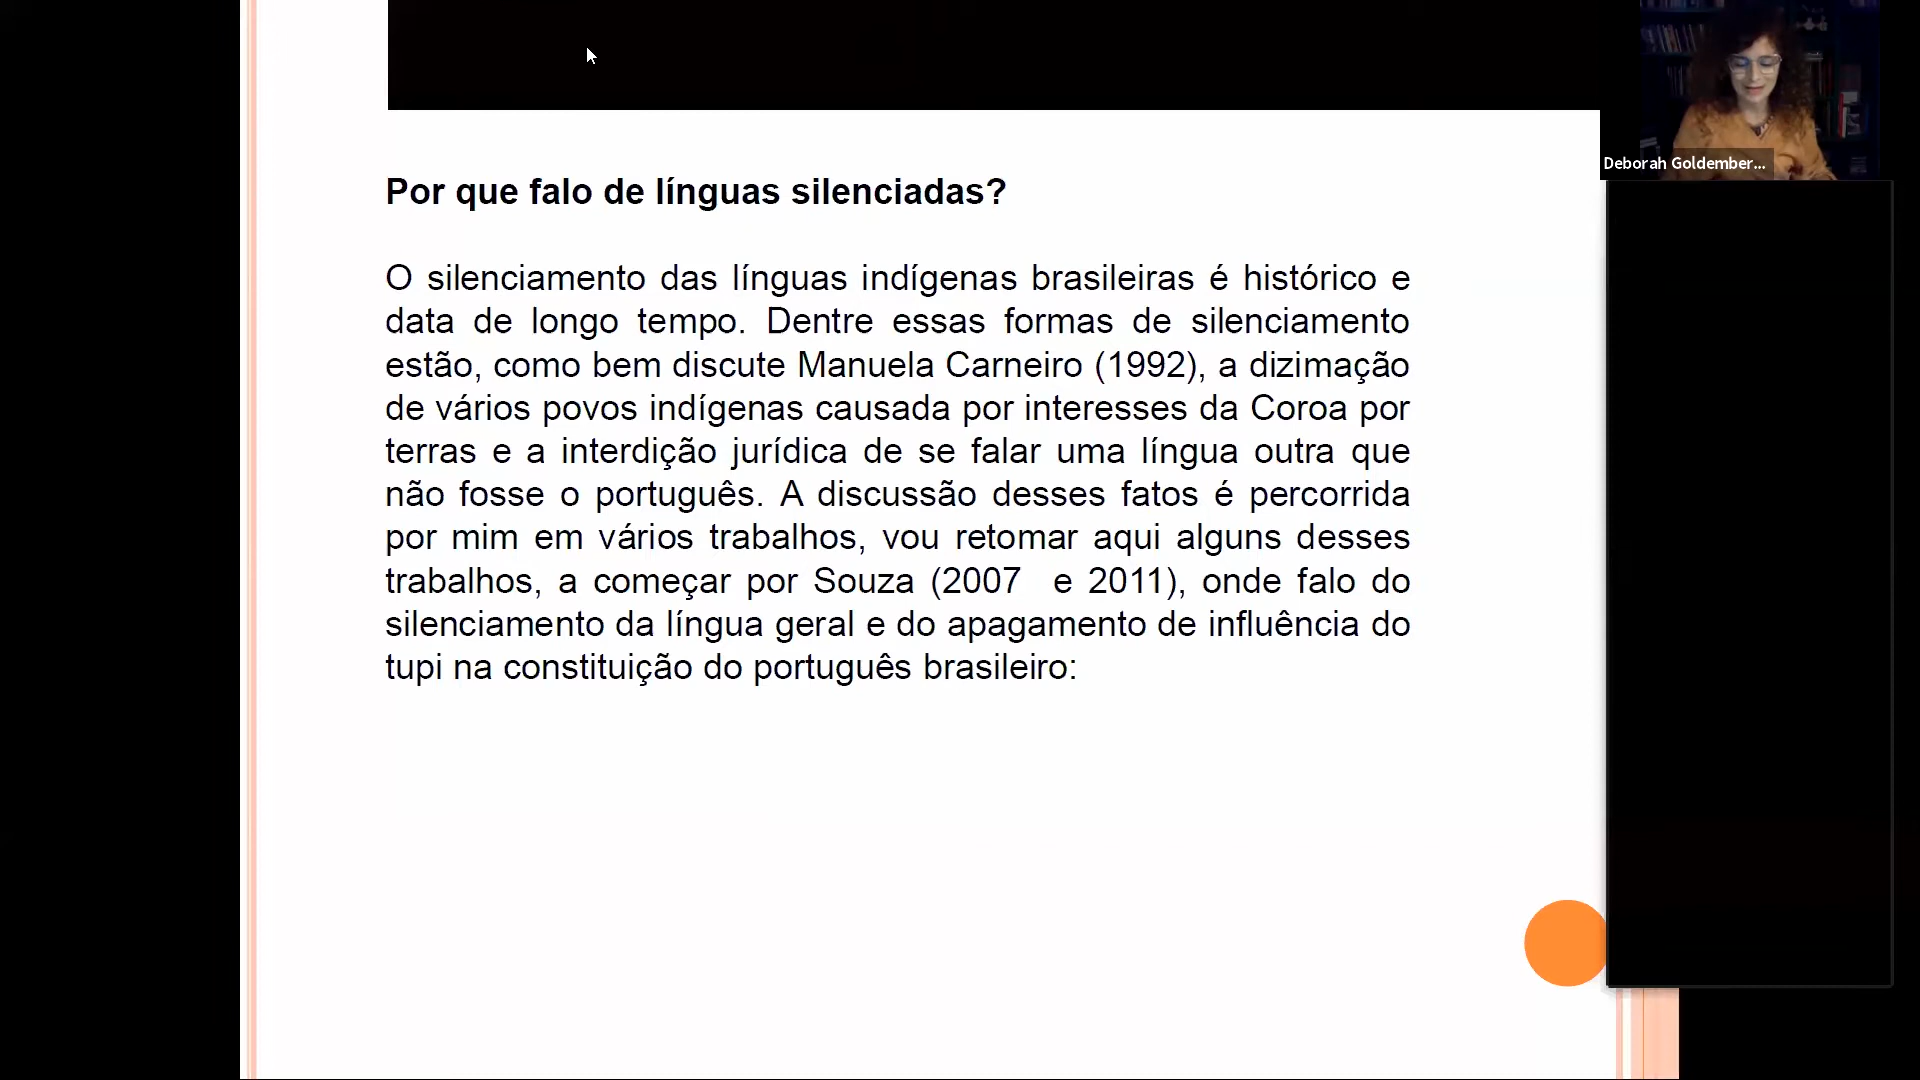 Deborah Goldember...
Por que falo de línguas silenciadas?
O silenciamento das línguas indígenas brasileiras é histórico e
data de longo tempo. Dentre essas formas de silenciamento
estão, como bem discute Manuela Carneiro (1992), a dizimação
de vários povos indígenas causada por interesses da Coroa por
terras e a interdição jurídica de se falar uma língua outra que
não fosse o português. A discussão desses fatos é percorrida
por mim em vários trabalhos, vou retomar aqui alguns desses
trabalhos, a começar por Souza (2007 e 2011), onde falo do
silenciamento da língua geral e do apagamento de influência do
tupi na constituição do português brasileiro: